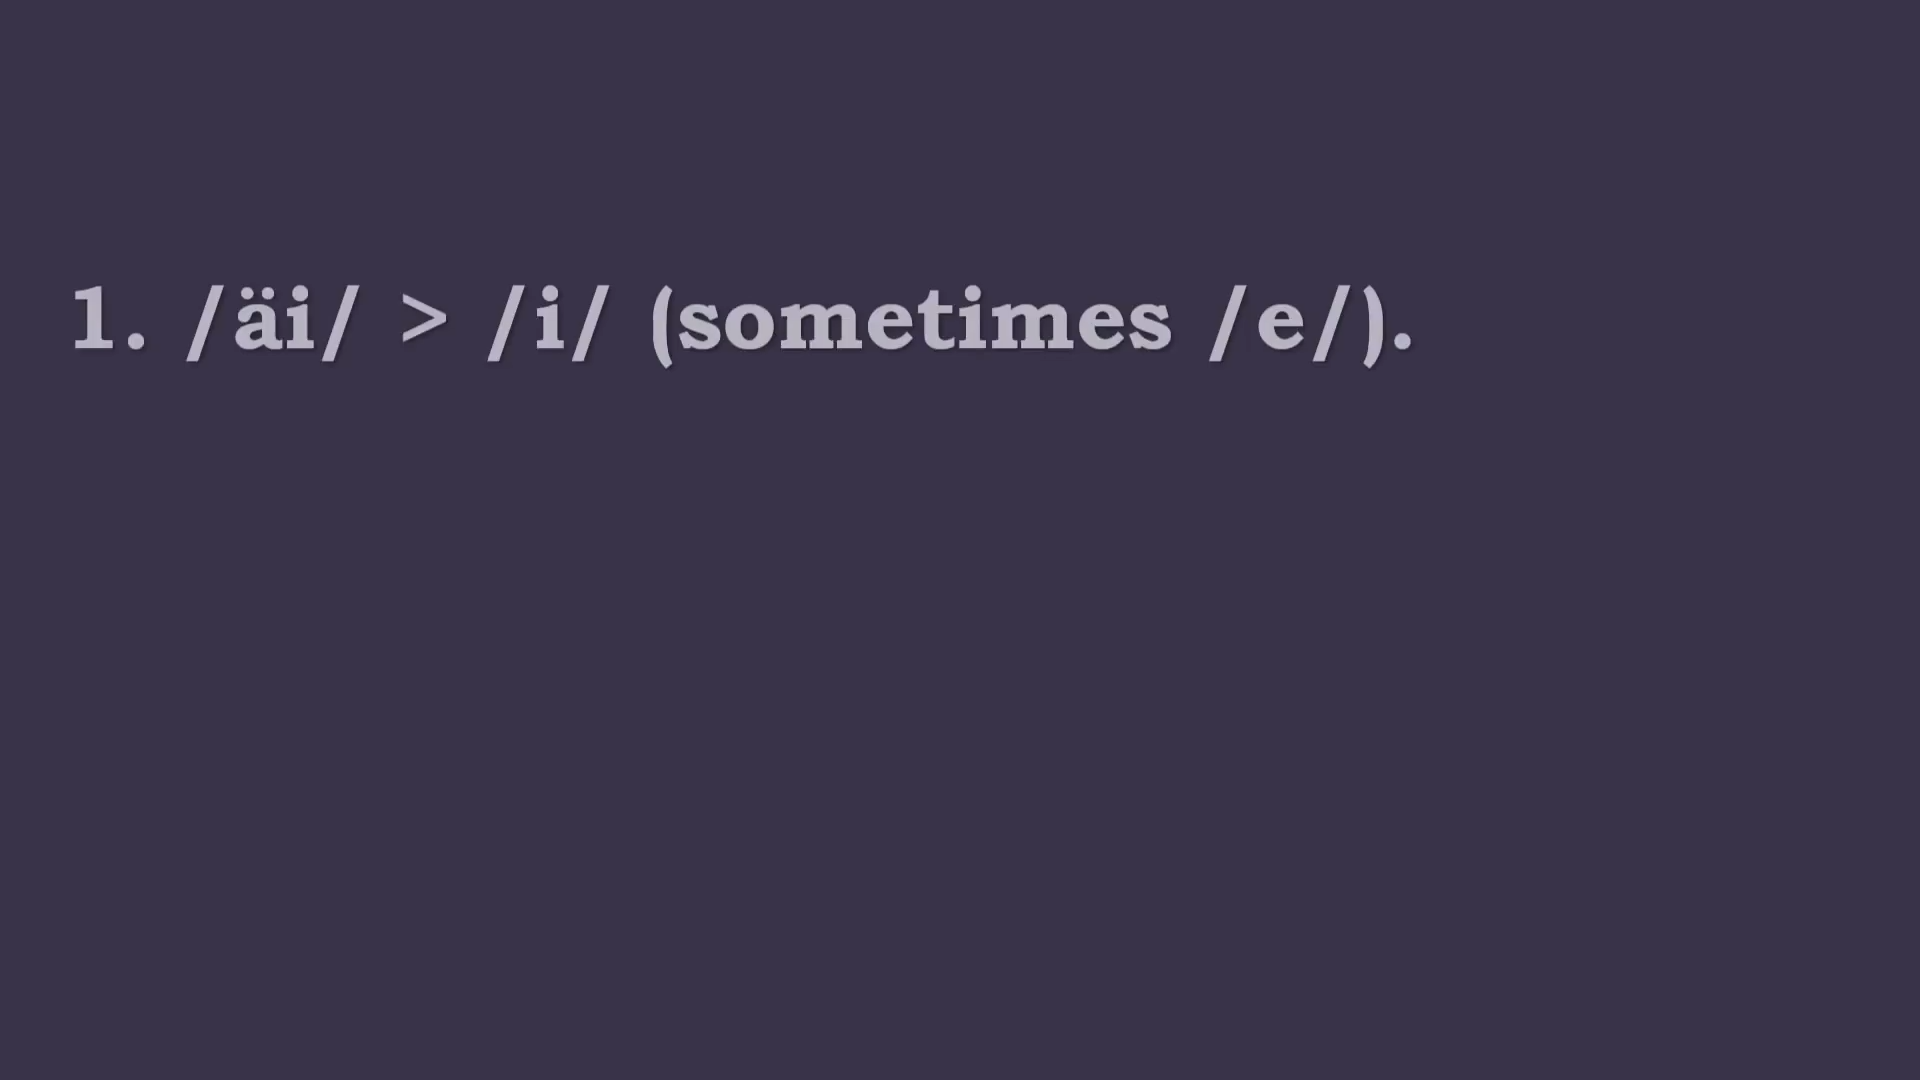 1. /äi/ > /i/ (sometimes /e/).